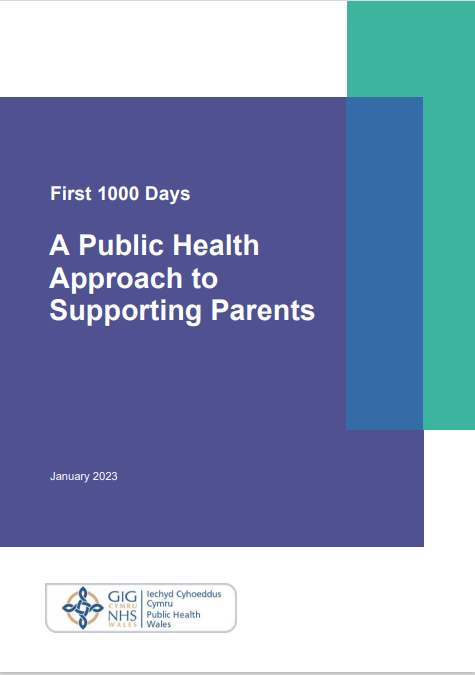 First 1000 Days
A Public Health
Approach to
Supporting Parents
January 2023
GIG
CYMRU
NHS
WALES
Iechyd Cyhoeddus
Cymru
Public Health
Wales